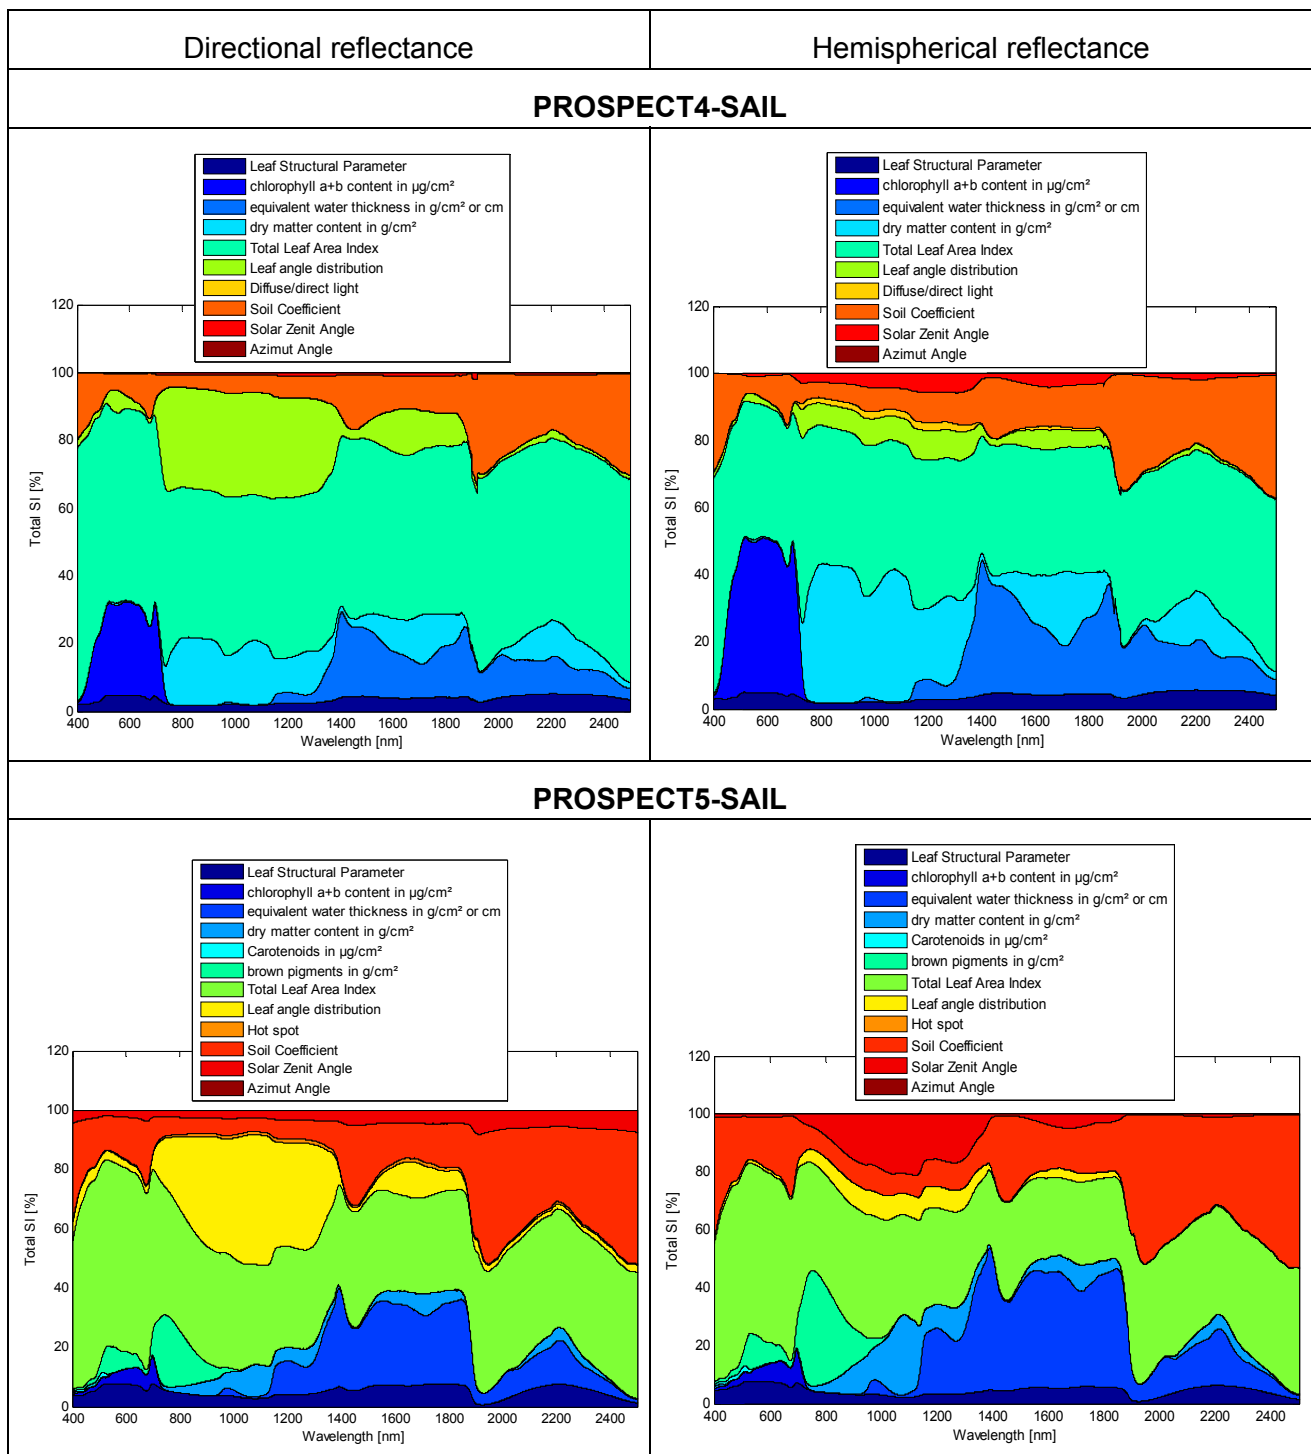 Directional reflectance
Hemispherical reflectance
PROSPECT4-SAIL
Leaf Structural Parameter
chlorophyll a+b content in µg/cm²
equivalent water thickness in g/cm² or cm
dry matter content in g/cm²
Total Leaf Area Index
Leaf angle distribution
Diffuse/direct light
Soil Coefficient
Solar Zenit Angle
Azimut Angle
120
100
80
60
40
20
0
Total SI [%]
400 600 800 1000 1200 1400 1600 1800 2000 2200 2400
Wavelength [nm]
Leaf Structural Parameter
chlorophyll a+b content in µg/cm²
equivalent water thickness in g/cm² or cm
dry matter content in g/cm²
Total Leaf Area Index
Leaf angle distribution
Diffuse/direct light
Soil Coefficient
Solar Zenit Angle
Azimut Angle
120
100
80
60
40
20
0
Total SI [%]
400 600 800 1000 1200 1400 1600 1800 2000 2200 2400
Wavelength [nm]
PROSPECT5-SAIL
Leaf Structural Parameter
chlorophyll a+b content in µg/cm²
equivalent water thickness in g/cm² or cm
dry matter content in g/cm²
Carotenoids in µg/cm²
brown pigments in g/cm²
Total Leaf Area Index
Leaf angle distribution
Hot spot
Soil Coefficient
Solar Zenit Angle
Azimut Angle
120
100
80
60
40
20
0
Total SI [%]
400 600 800 1000 1200 1400 1600 1800 2000 2200 2400
Wavelength [nm]
Leaf Structural Parameter
chlorophyll a+b content in µg/cm²
equivalent water thickness in g/cm² or cm
dry matter content in g/cm²
Carotenoids in µg/cm²
brown pigments in g/cm²
Total Leaf Area Index
Leaf angle distribution
Hot spot
Soil Coefficient
Solar Zenit Angle
Azimut Angle
120
100
80
60
40
20
0
Total SI [%]
400 600 800 1000 1200 1400 1600 1800 2000 2200 2400
Wavelength [nm]